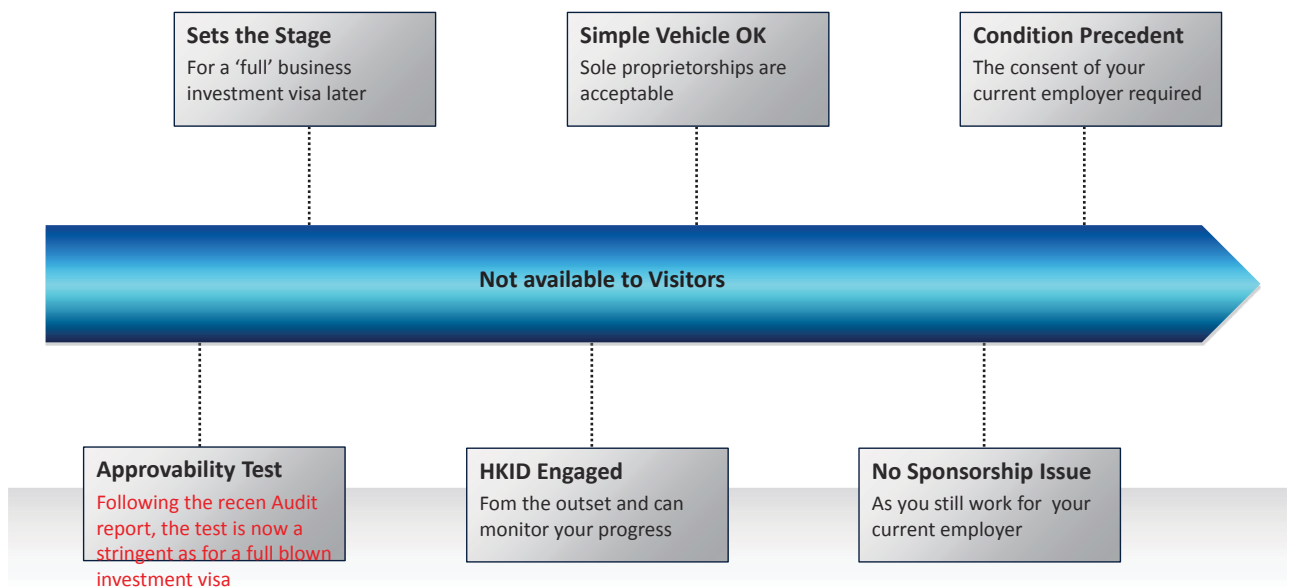 Sets the Stage
For a ‘full’ business
investment visa later
Simple Vehicle OK
Sole proprietorships are
acceptable
Condition Precedent
The consent of your
current employer required
Not available to Visitors
Approvability Test
Following the recen Audit
report, the test is now a
stringent as for a full blown
investment visa
HKID Engaged
Fom the outset and can
monitor your progress
No Sponsorship Issue
As you still work for  your
current employer